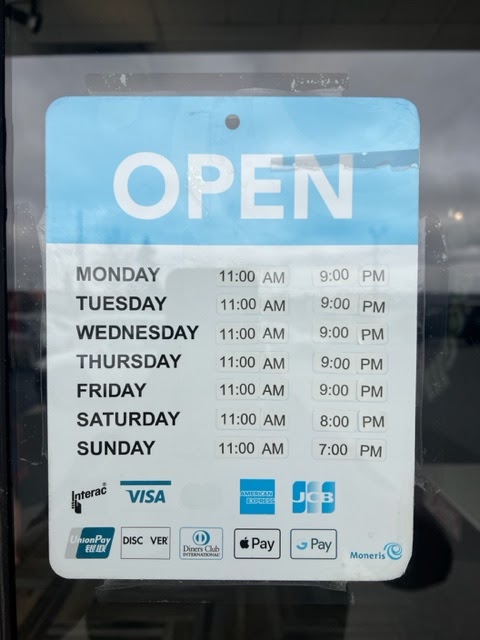 OPEN
MONDAY 11:00 AM 9:00 PM
TUESDAY 11:00 AM 9:00 PM
WEDNESDAY 11:00 AM 9:00 PM
THURSDAY 11:00 AM 9:00 PM
FRIDAY 11:00 AM 9:00 PM
SATURDAY 11:00 AM 8:00 PM
SUNDAY 11:00 AM 7:00 PM
Interac VISA AMERICAN EXPRESS JCB
UnionPay 银联 DISC VER Diners Club INTERNATIONAL Pay G Pay Moneris